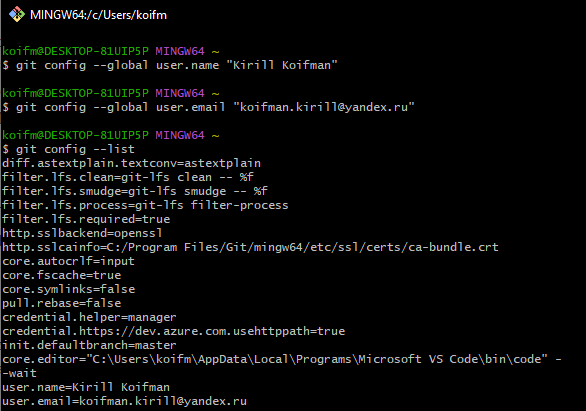 MINGW64:/c/Users/koifm
koifm@DESKTOP-81UIP5P MINGW64 ~
$ git config --global user.name "Kirill Koifman"
koifm@DESKTOP-81UIP5P MINGW64 ~
$ git config --global user.email "koifman.kirill@yandex.ru"
koifm@DESKTOP-81UIP5P MINGW64 ~
$ git config --list
diff.astextplain.textconv=astextplain
filter.lfs.clean=git-lfs clean -- %f
filter.lfs.smudge=git-lfs smudge -- %f
filter.lfs.process=git-lfs filter-process
filter.lfs.required=true
http.sslbackend=openssl
http.sslcainfo=C:/Program Files/Git/mingw64/etc/ssl/certs/ca-bundle.crt
core.autocrlf=input
core.fscache=true
core.symlinks=false
pull.rebase=false
credential.helper=manager
credential.https://dev.azure.com.usehttppath=true
init.defaultbranch=master
core.editor="C:\Users\koifm\AppData\Local\Programs\Microsoft VS Code\bin\code" -
-wait
user.name=Kirill Koifman
user.email=koifman.kirill@yandex.ru